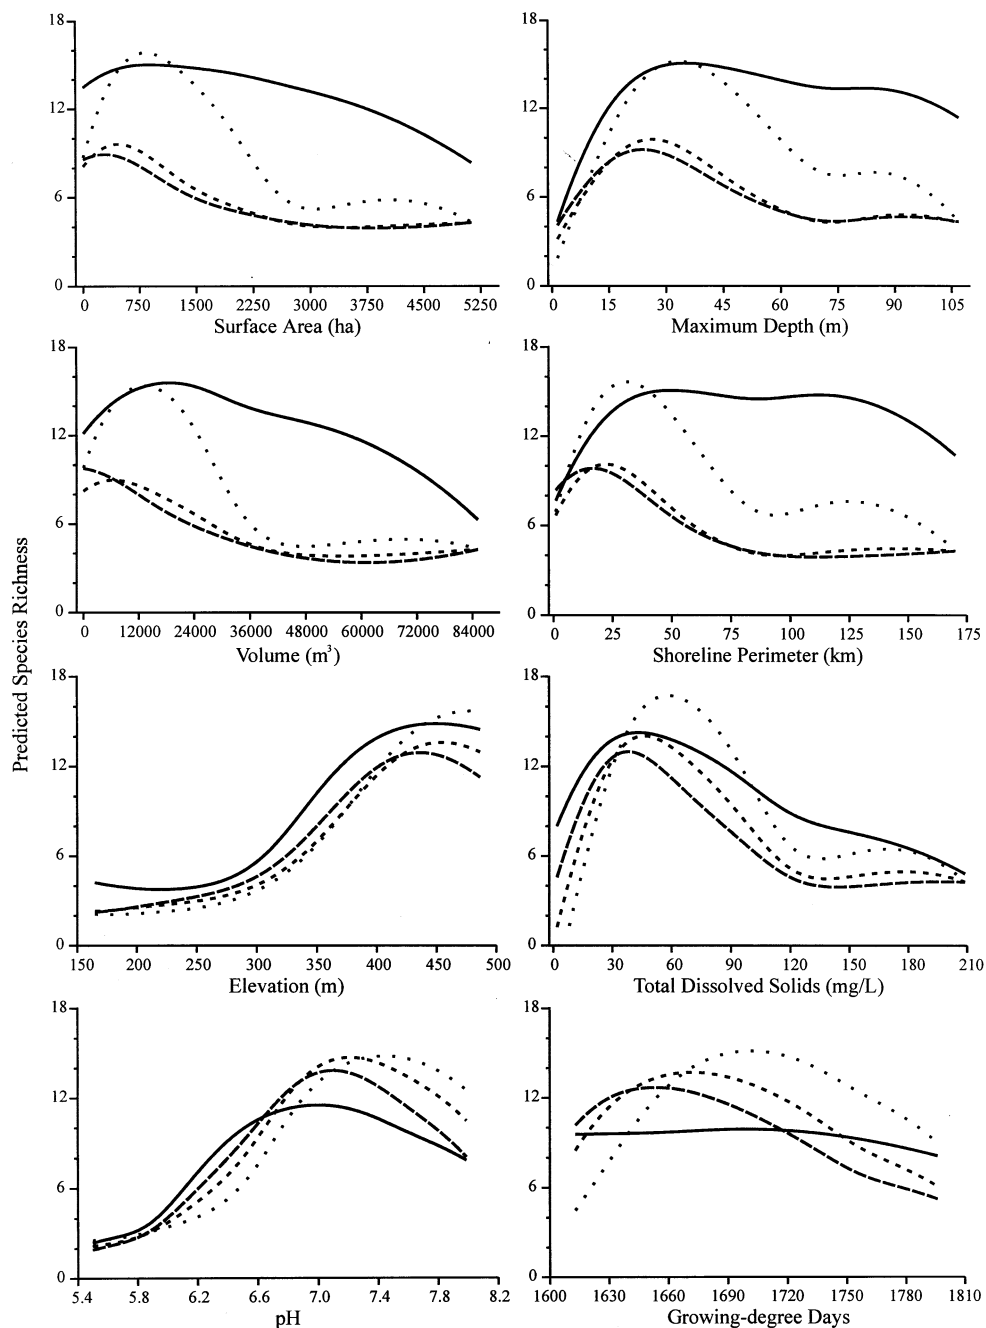 18
12
6
0
0 750 1500 2250 3000 3750 4500 5250
Surface Area (ha)
18
12
6
0
0 15 30 45 60 75 90 105
Maximum Depth (m)
18
12
6
0
0 12000 24000 36000 48000 60000 72000 84000
Volume (m³)
18
12
6
0
0 25 50 75 100 125 150 175
Shoreline Perimeter (km)
Predicted Species Richness
18
12
6
0
150 200 250 300 350 400 450 500
Elevation (m)
18
12
6
0
0 30 60 90 120 150 180 210
Total Dissolved Solids (mg/L)
18
12
6
0
5.4 5.8 6.2 6.6 7.0 7.4 7.8 8.2
pH
18
12
6
0
1600 1630 1660 1690 1720 1750 1780 1810
Growing-degree Days